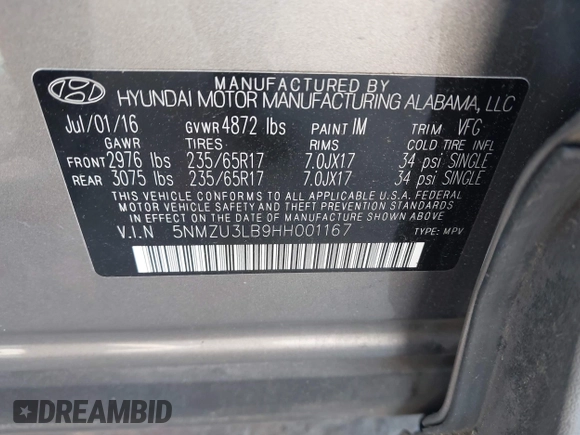 MANUFACTURED BY
HYUNDAI MOTOR MANUFACTURING ALABAMA, LLC
Jul/01/16 GVWR 4872 lbs PAINT IM TRIM VFG
GAWR TIRES RIMS COLD TIRE INFL
FRONT 2976 lbs 235/65R17 7.0JX17 34 psi SINGLE
REAR 3075 lbs 235/65R17 7.0JX17 34 psi SINGLE
THIS VEHICLE CONFORMS TO ALL APPLICABLE U.S.A. FEDERAL
MOTOR VEHICLE SAFETY AND THEFT PREVENTION STANDARDS
IN EFFECT ON THE DATE OF MANUFACTURE SHOWN ABOVE.
V.I.N 5NMZU3LB9HH001167 TYPE: MPV
DREAMBID